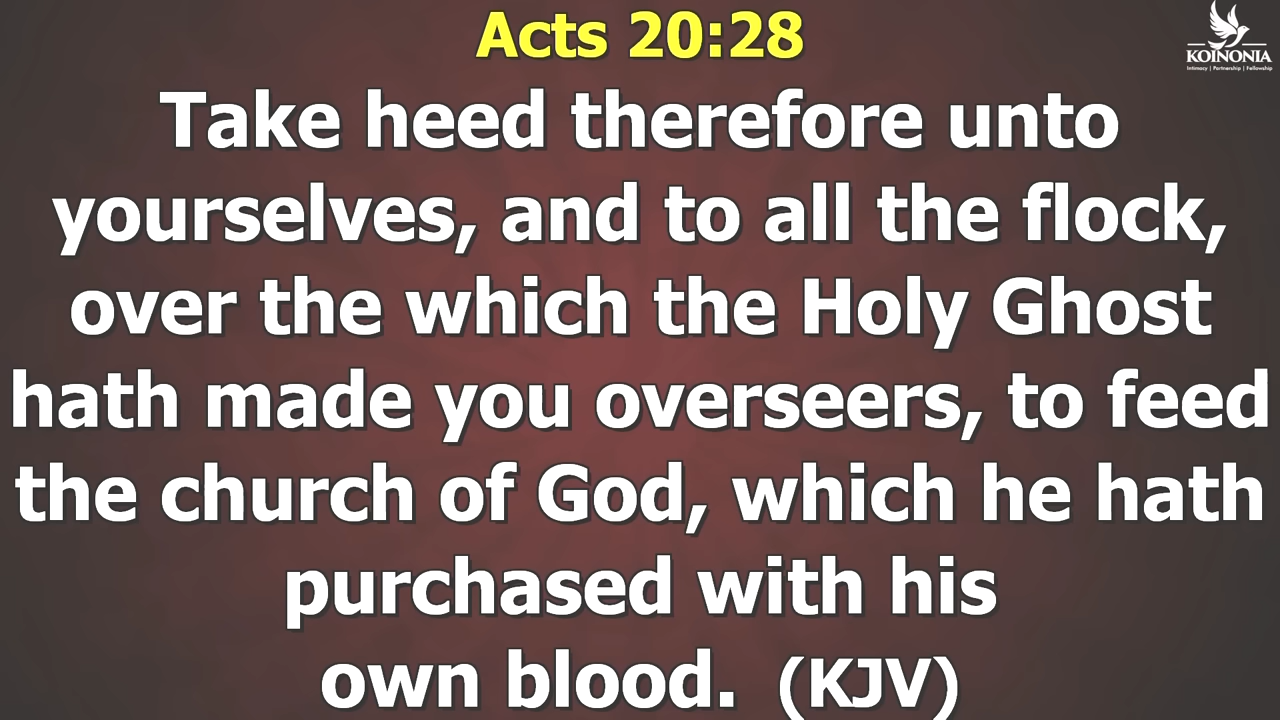 Acts 20:28
KOINONIA
Intimacy | Partnership | Fellowship
Take heed therefore unto
yourselves, and to all the flock,
over the which the Holy Ghost
hath made you overseers, to feed
the church of God, which he hath
purchased with his
own blood. (KJV)